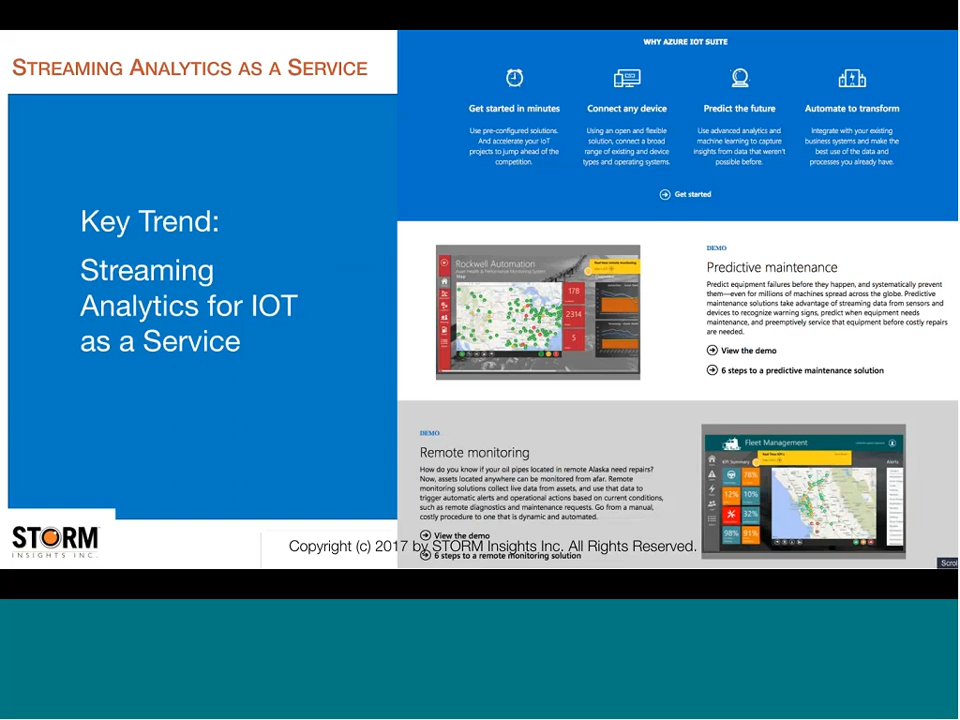 STREAMING ANALYTICS AS A SERVICE
Key Trend:
Streaming
Analytics for IOT
as a Service
STORM
INSIGHTS INC.
WHY AZURE IOT SUITE
Get started in minutes
Use pre-configured solutions.
And accelerate your IoT
projects to jump ahead of the
competition.
Connect any device
Using an open and flexible
solution, connect a broad
range of existing and device
types and operating systems.
Predict the future
Use advanced analytics and
machine learning to capture
insights from data that weren't
possible before.
Automate to transform
Integrate with your existing
business systems and make the
best use of the data and
processes you already have.
Get started
Rockwell Automation
Asset Health & Performance Monitoring System
Map
178
2314
5
DEMO
Predictive maintenance
Predict equipment failures before they happen, and systematically prevent
them—even for millions of machines spread across the globe. Predictive
maintenance solutions take advantage of streaming data from sensors and
devices to recognize warning signs, predict when equipment needs
maintenance, and preemptively service that equipment before costly repairs
are needed.
View the demo
6 steps to a predictive maintenance solution
DEMO
Remote monitoring
How do you know if your oil pipes located in remote Alaska need repairs?
Now, assets located anywhere can be monitored from afar. Remote
monitoring solutions collect live data from assets, and use that data to
trigger automatic alerts and operational actions based on current conditions,
such as remote diagnostics and maintenance requests. Go from a manual,
costly procedure to one that is dynamic and automated.
View the demo
6 steps to a remote monitoring solution
Fleet Management
KPI Summary
Alerts
78%
12% 10%
32%
98% 91%
Copyright (c) 2017 by STORM Insights Inc. All Rights Reserved.
Scrol